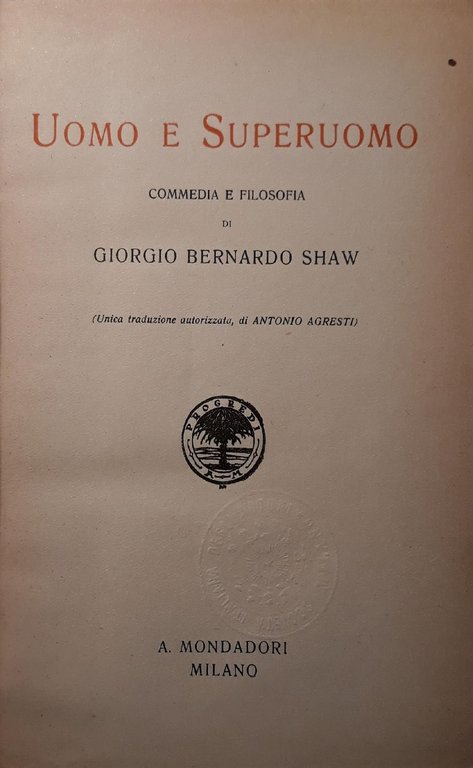 UOMO E SUPERUOMO
COMMEDIA E FILOSOFIA
DI
GIORGIO BERNARDO SHAW
(Unica traduzione autorizzata, di ANTONIO AGRESTI)
PROGREDI
A M
A. MONDADORI
MILANO